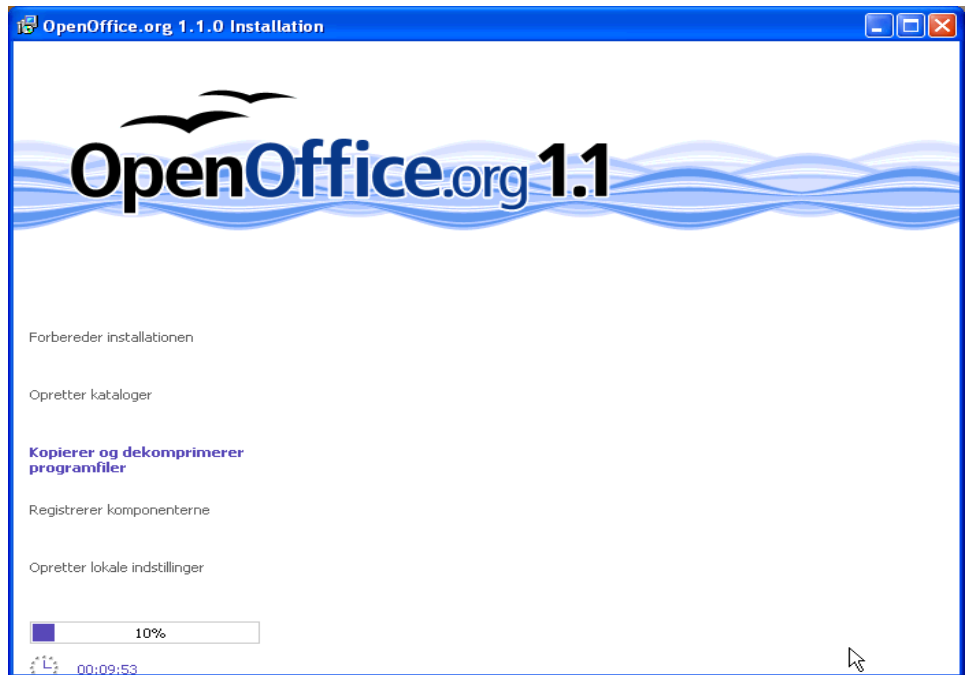 OpenOffice.org 1.1.0 Installation
OpenOffice.org 1.1
Forbereder installationen
Opretter kataloger
Kopierer og dekomprimerer
programfiler
Registrerer komponenterne
Opretter lokale indstillinger
10%
00:09:53